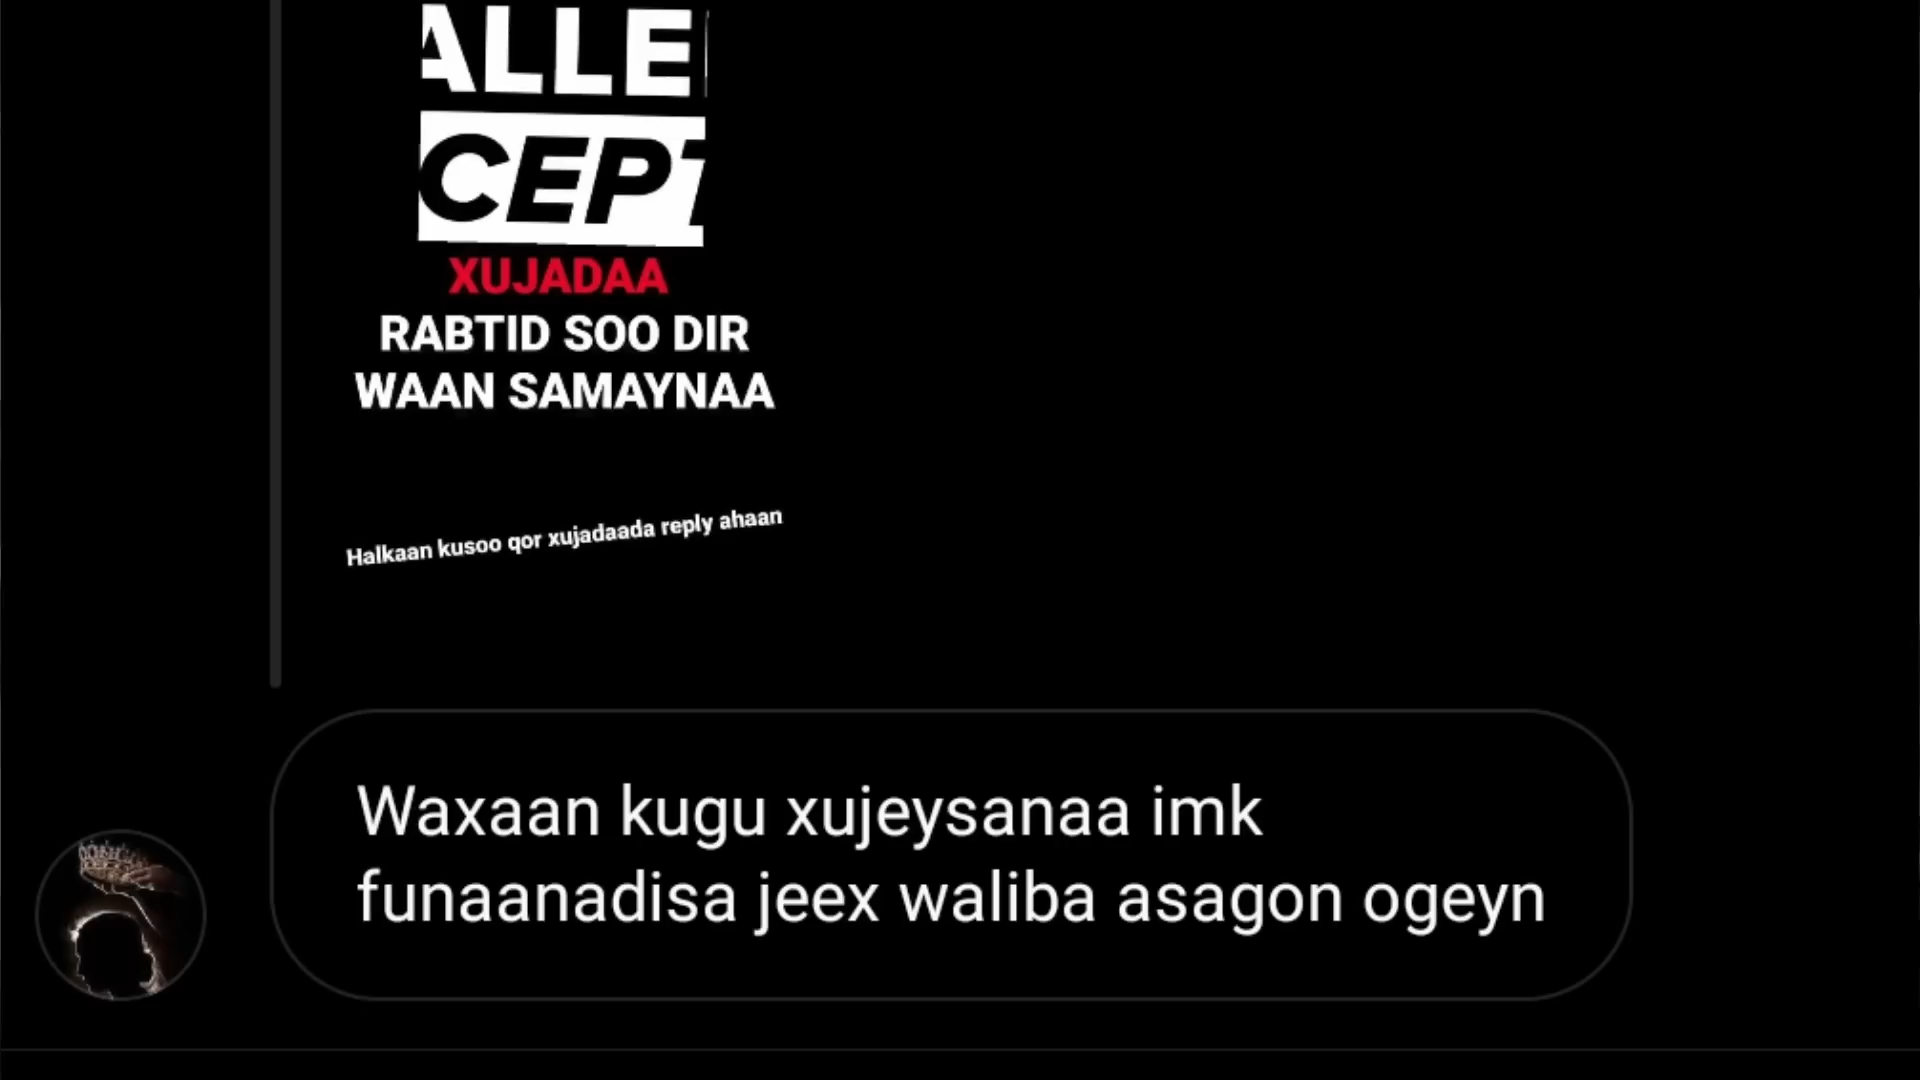 ALLE
CEPT
XUJADAA
RABTID SOO DIR
WAAN SAMAYNAA
Halkaan kusoo qor xujadaada reply ahaan
Waxaan kugu xujeysanaa imk
funaanadisa jeex waliba asagon ogeyn